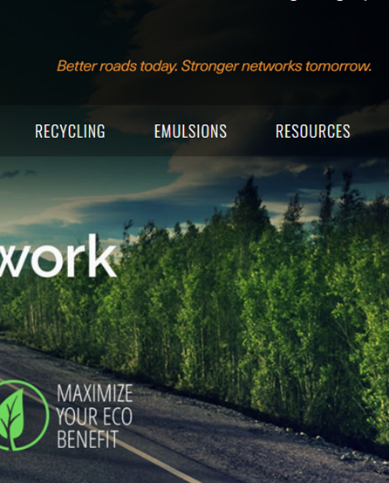 Better roads today. Stronger networks tomorrow.
RECYCLING EMULSIONS RESOURCES
work
MAXIMIZE
YOUR ECO
BENEFIT